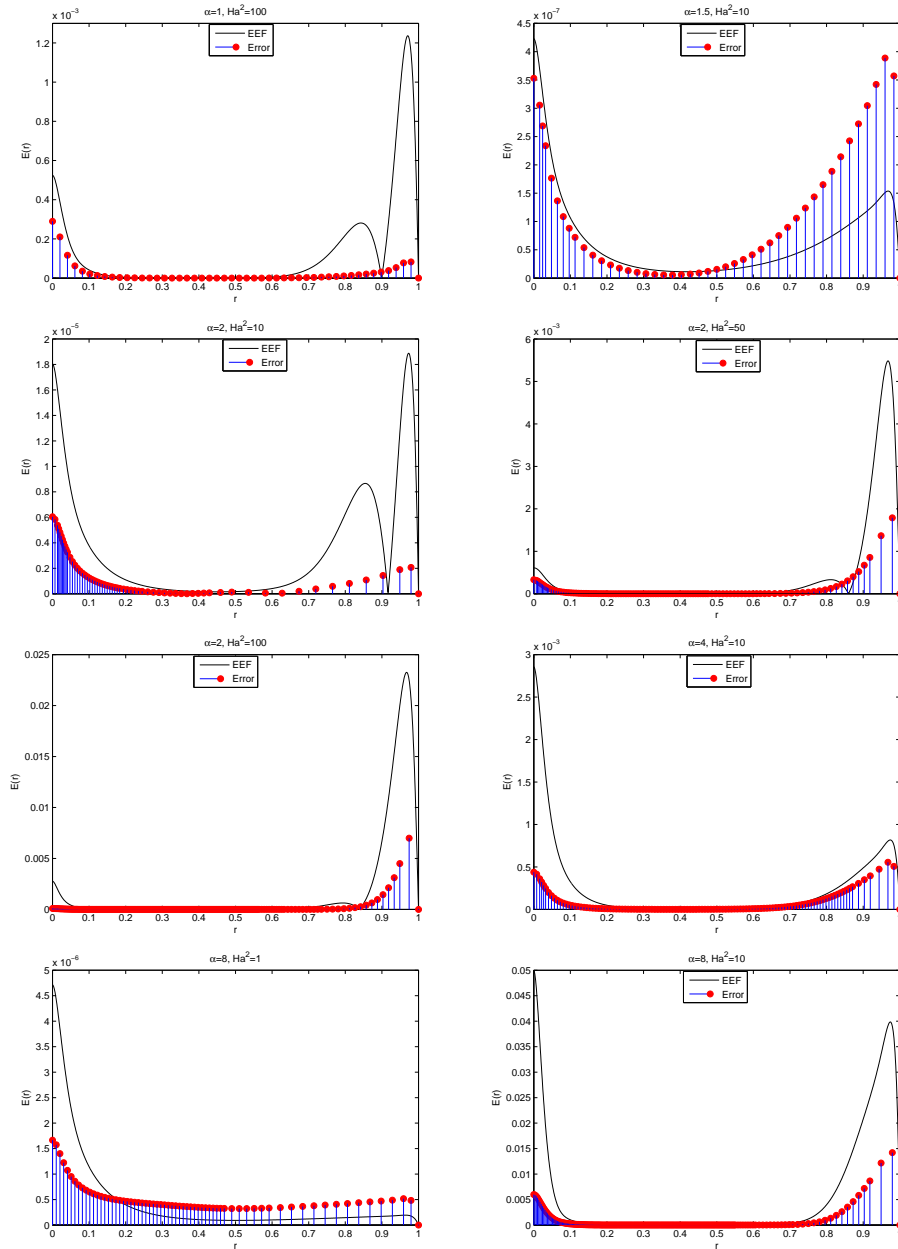 α=1, Ha²=100
x 10⁻³
EEF
Error
1.2
1
0.8
0.6
0.4
0.2
0
E(r)
0 0.1 0.2 0.3 0.4 0.5 0.6 0.7 0.8 0.9 1
r
α=1.5, Ha²=10
x 10⁻⁷
EEF
Error
4.5
4
3.5
3
2.5
2
1.5
1
0.5
0
E(r)
0 0.1 0.2 0.3 0.4 0.5 0.6 0.7 0.8 0.9
r
α=2, Ha²=10
x 10⁻⁵
EEF
Error
2
1.8
1.6
1.4
1.2
1
0.8
0.6
0.4
0.2
0
E(r)
0 0.1 0.2 0.3 0.4 0.5 0.6 0.7 0.8 0.9 1
r
α=2, Ha²=50
x 10⁻³
EEF
Error
6
5
4
3
2
1
0
E(r)
0 0.1 0.2 0.3 0.4 0.5 0.6 0.7 0.8 0.9
r
α=2, Ha²=100
EEF
Error
0.025
0.02
0.015
0.01
0.005
0
E(r)
0 0.1 0.2 0.3 0.4 0.5 0.6 0.7 0.8 0.9 1
r
α=4, Ha²=10
x 10⁻³
EEF
Error
3
2.5
2
1.5
1
0.5
0
E(r)
0 0.1 0.2 0.3 0.4 0.5 0.6 0.7 0.8 0.9
r
α=8, Ha²=1
x 10⁻⁶
EEF
Error
5
4.5
4
3.5
3
2.5
2
1.5
1
0.5
0
E(r)
0 0.1 0.2 0.3 0.4 0.5 0.6 0.7 0.8 0.9 1
r
α=8, Ha²=10
EEF
Error
0.05
0.045
0.04
0.035
0.03
0.025
0.02
0.015
0.01
0.005
0
E(r)
0 0.1 0.2 0.3 0.4 0.5 0.6 0.7 0.8 0.9
r